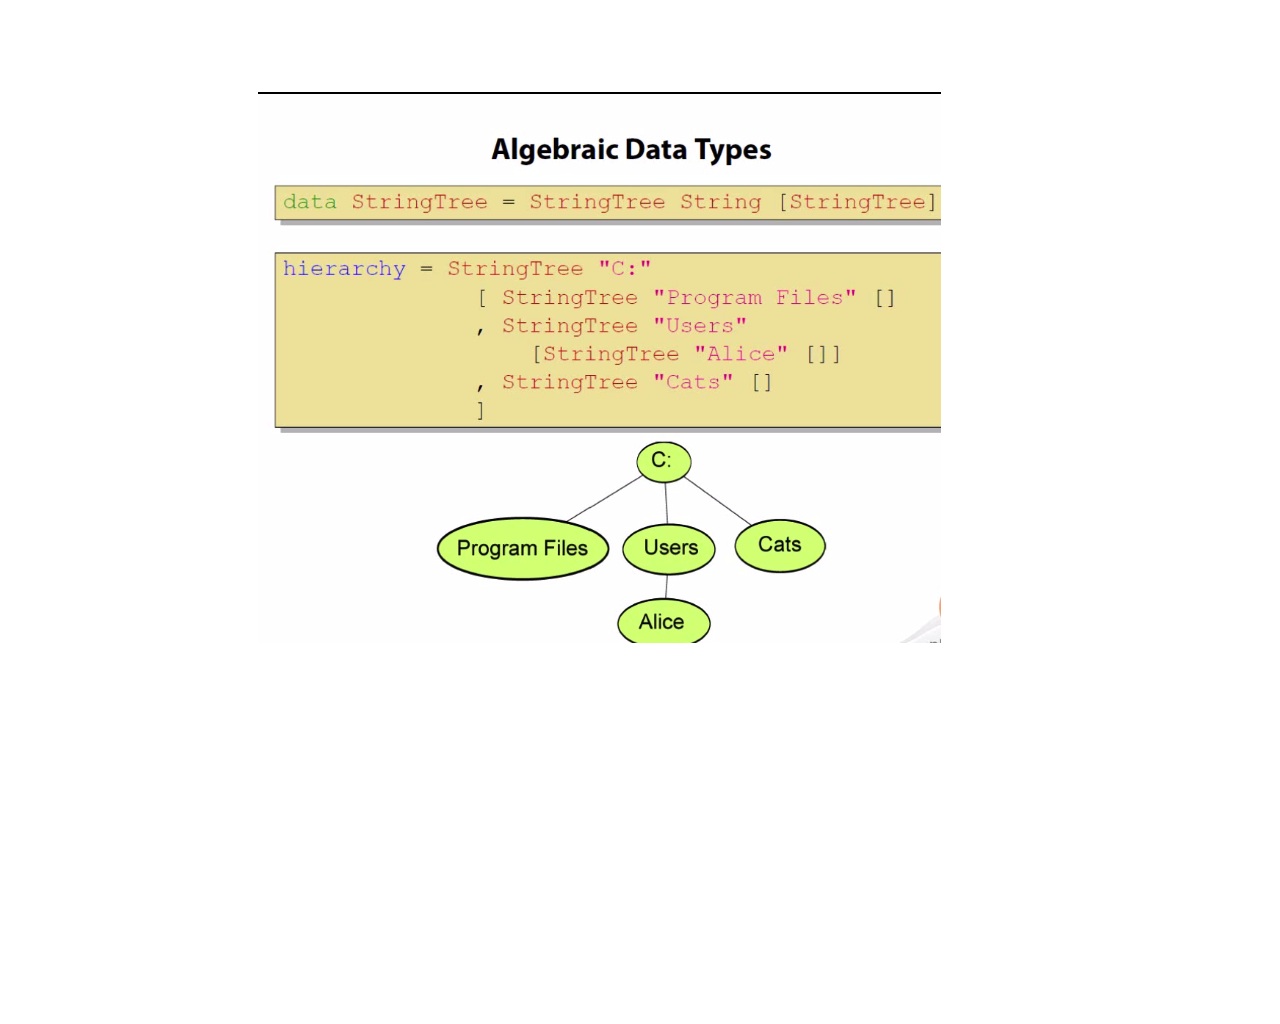 Algebraic Data Types
data StringTree = StringTree String [StringTree]
hierarchy = StringTree "C:"
[ StringTree "Program Files" []
, StringTree "Users"
[StringTree "Alice" []]
, StringTree "Cats" []
]
C:
Program Files
Users
Cats
Alice